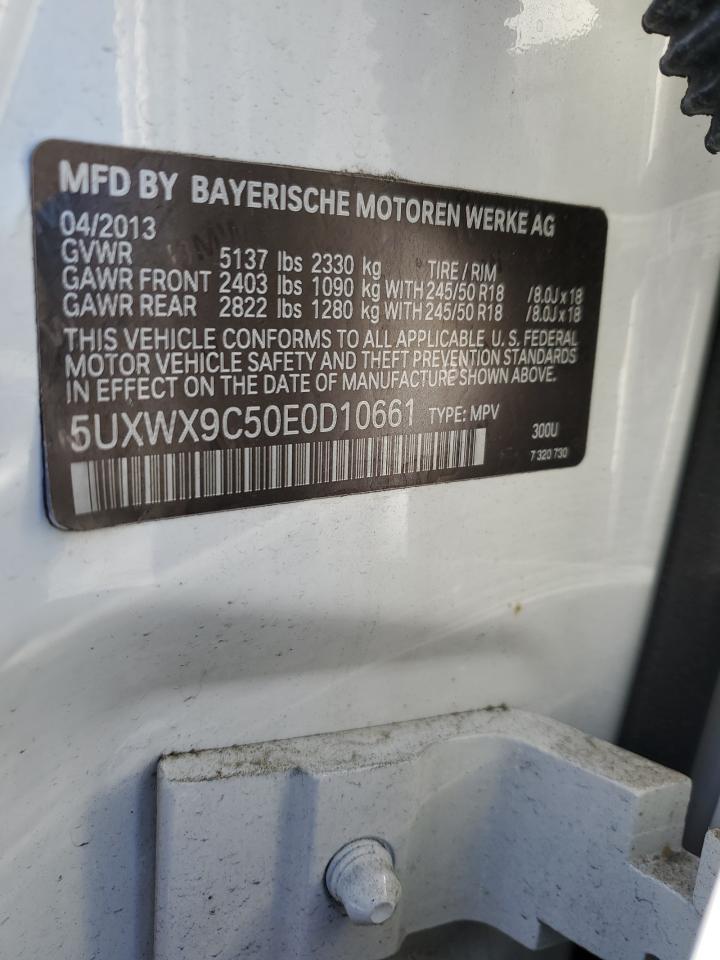 MFD BY BAYERISCHE MOTOREN WERKE AG
04/2013
GVWR 5137 lbs 2330 kg TIRE / RIM
GAWR FRONT 2403 lbs 1090 kg WITH 245/50 R18 / 8.0J x 18
GAWR REAR 2822 lbs 1280 kg WITH 245/50 R18 / 8.0J x 18
THIS VEHICLE CONFORMS TO ALL APPLICABLE U. S. FEDERAL
MOTOR VEHICLE SAFETY AND THEFT PREVENTION STANDARDS
IN EFFECT ON THE DATE OF MANUFACTURE SHOWN ABOVE.
5UXWX9C50E0D10661 TYPE: MPV 300U
7 320 730